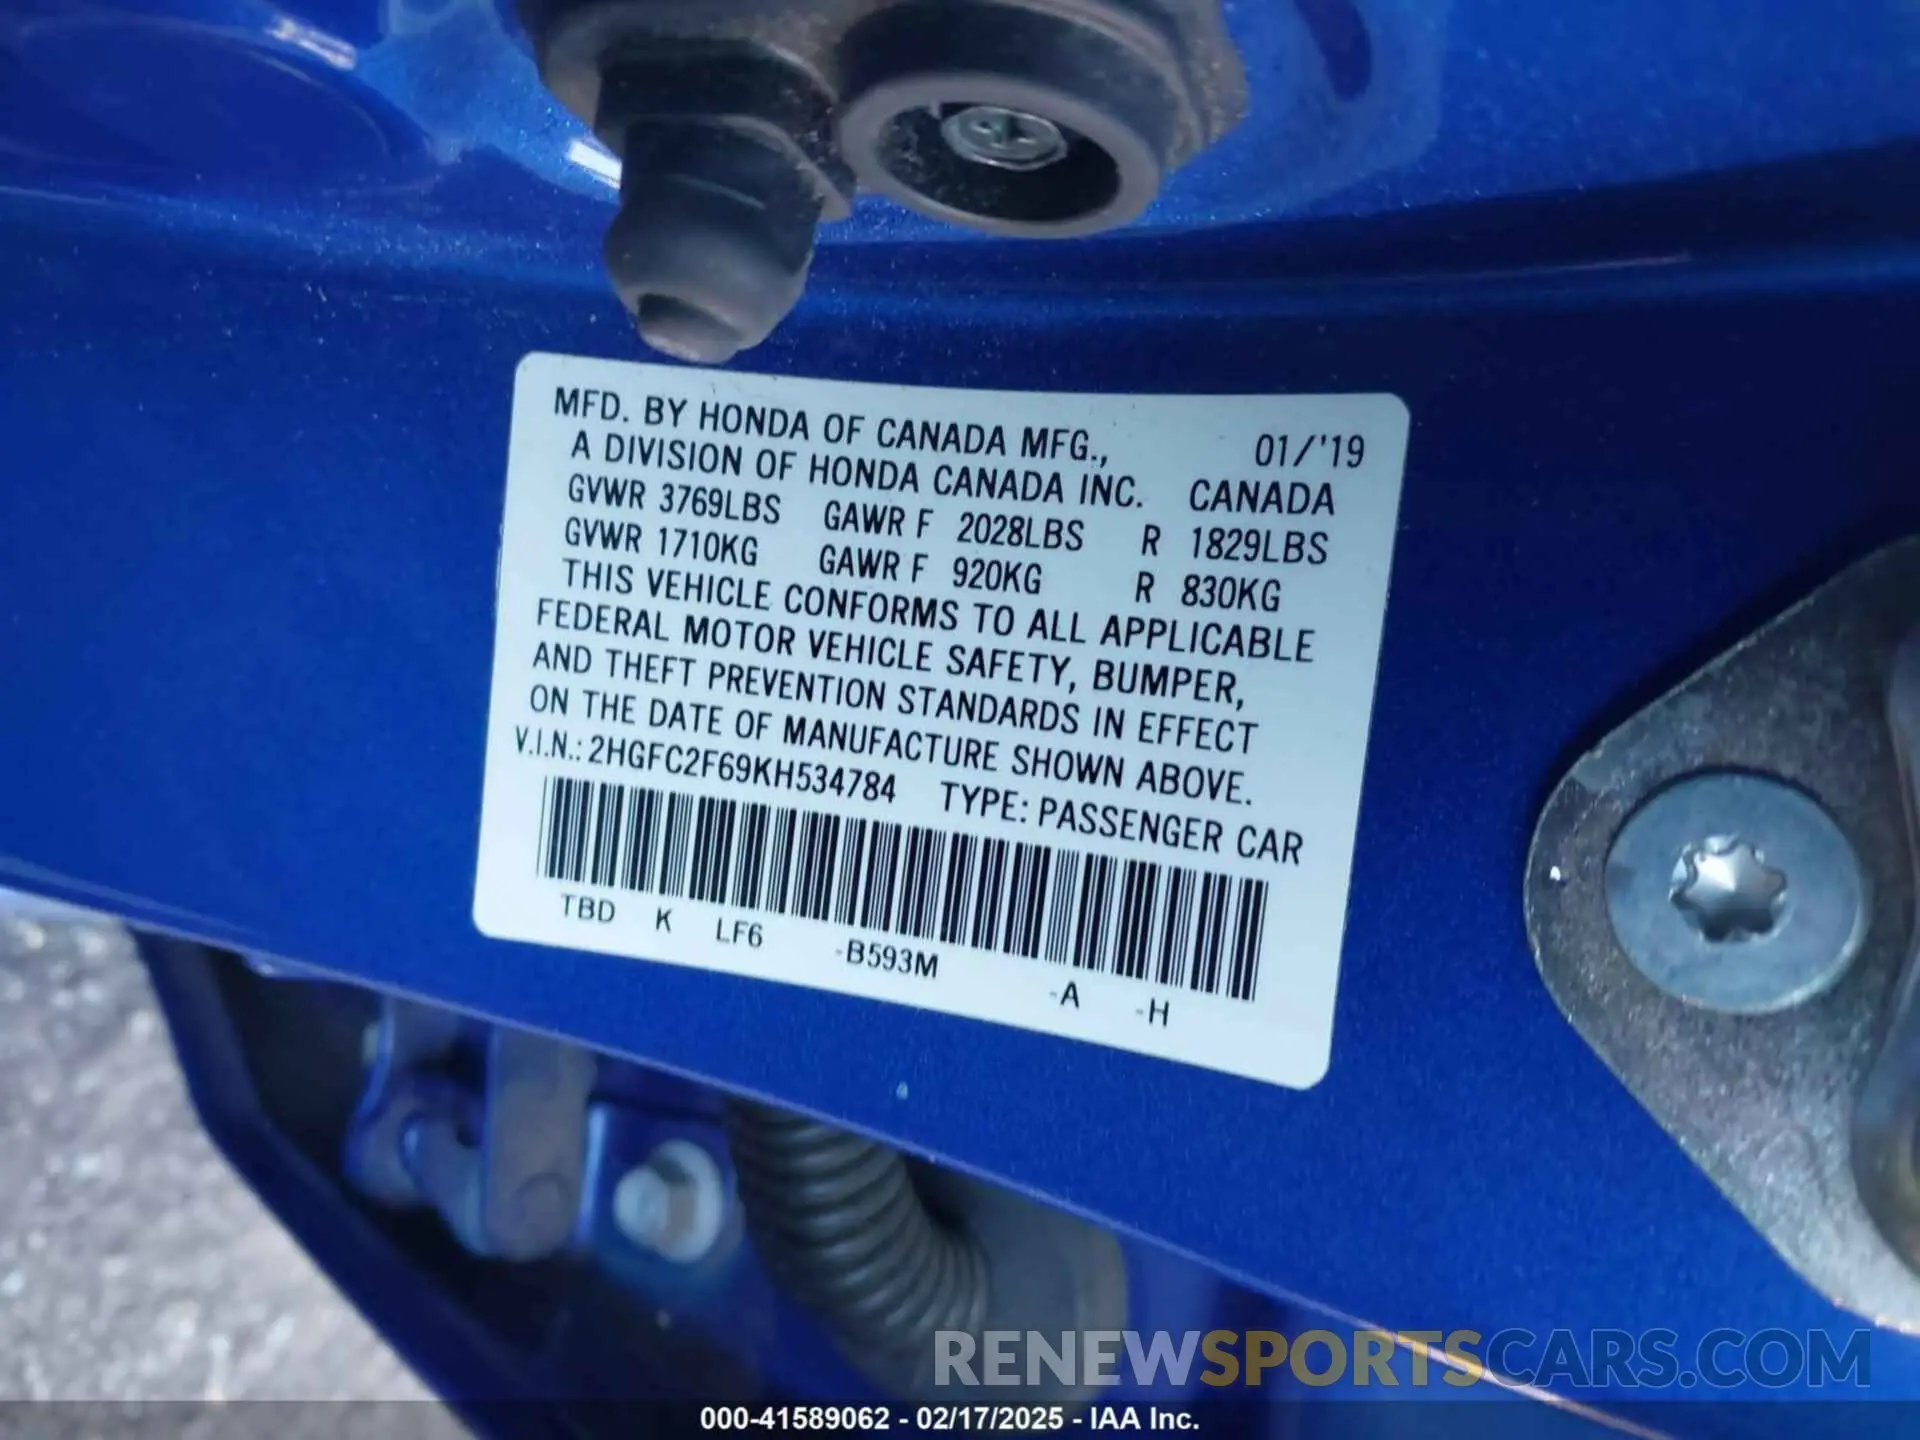 MFD. BY HONDA OF CANADA MFG., 01/'19
A DIVISION OF HONDA CANADA INC. CANADA
GVWR 3769LBS GAWR F 2028LBS R 1829LBS
GVWR 1710KG GAWR F 920KG R 830KG
THIS VEHICLE CONFORMS TO ALL APPLICABLE
FEDERAL MOTOR VEHICLE SAFETY, BUMPER,
AND THEFT PREVENTION STANDARDS IN EFFECT
ON THE DATE OF MANUFACTURE SHOWN ABOVE.
V.I.N.: 2HGFC2F69KH534784 TYPE: PASSENGER CAR
TBD K LF6 -B593M -A -H
RENEWSPORTSCARS.COM
000-41589062 - 02/17/2025 - IAA Inc.